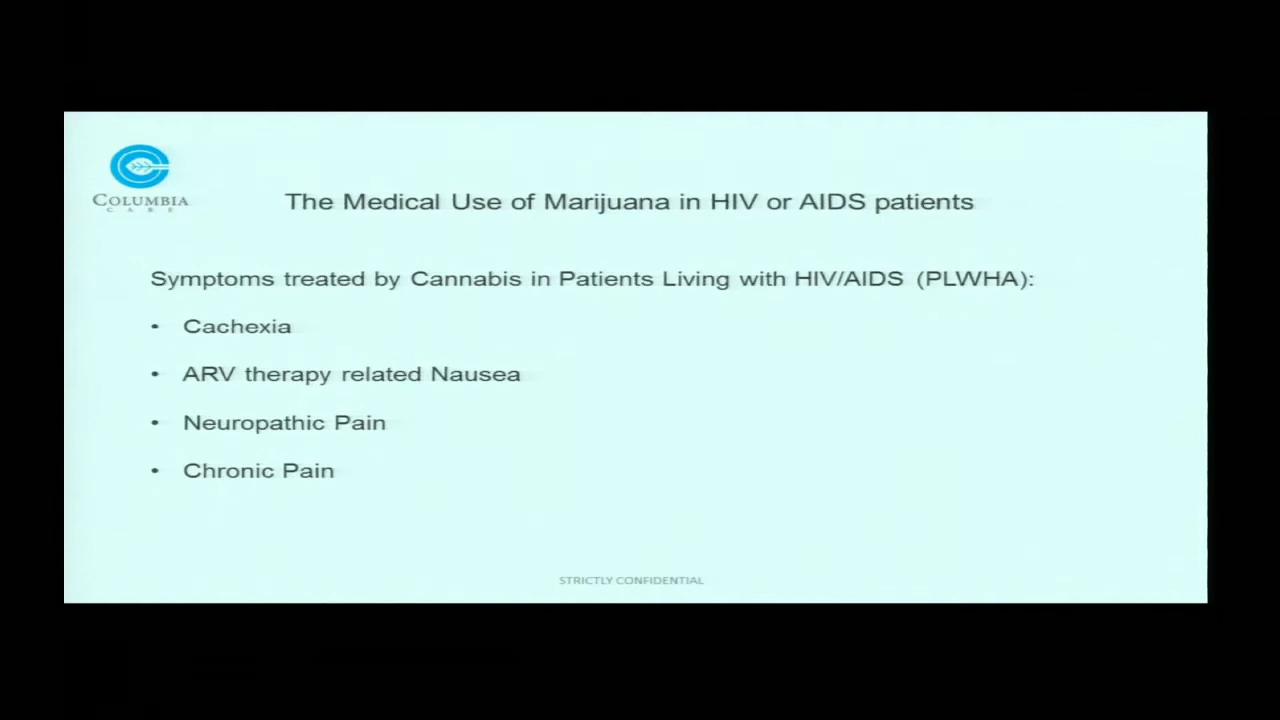 COLUMBIA
CARE
The Medical Use of Marijuana in HIV or AIDS patients
Symptoms treated by Cannabis in Patients Living with HIV/AIDS (PLWHA):
• Cachexia
• ARV therapy related Nausea
• Neuropathic Pain
• Chronic Pain
STRICTLY CONFIDENTIAL